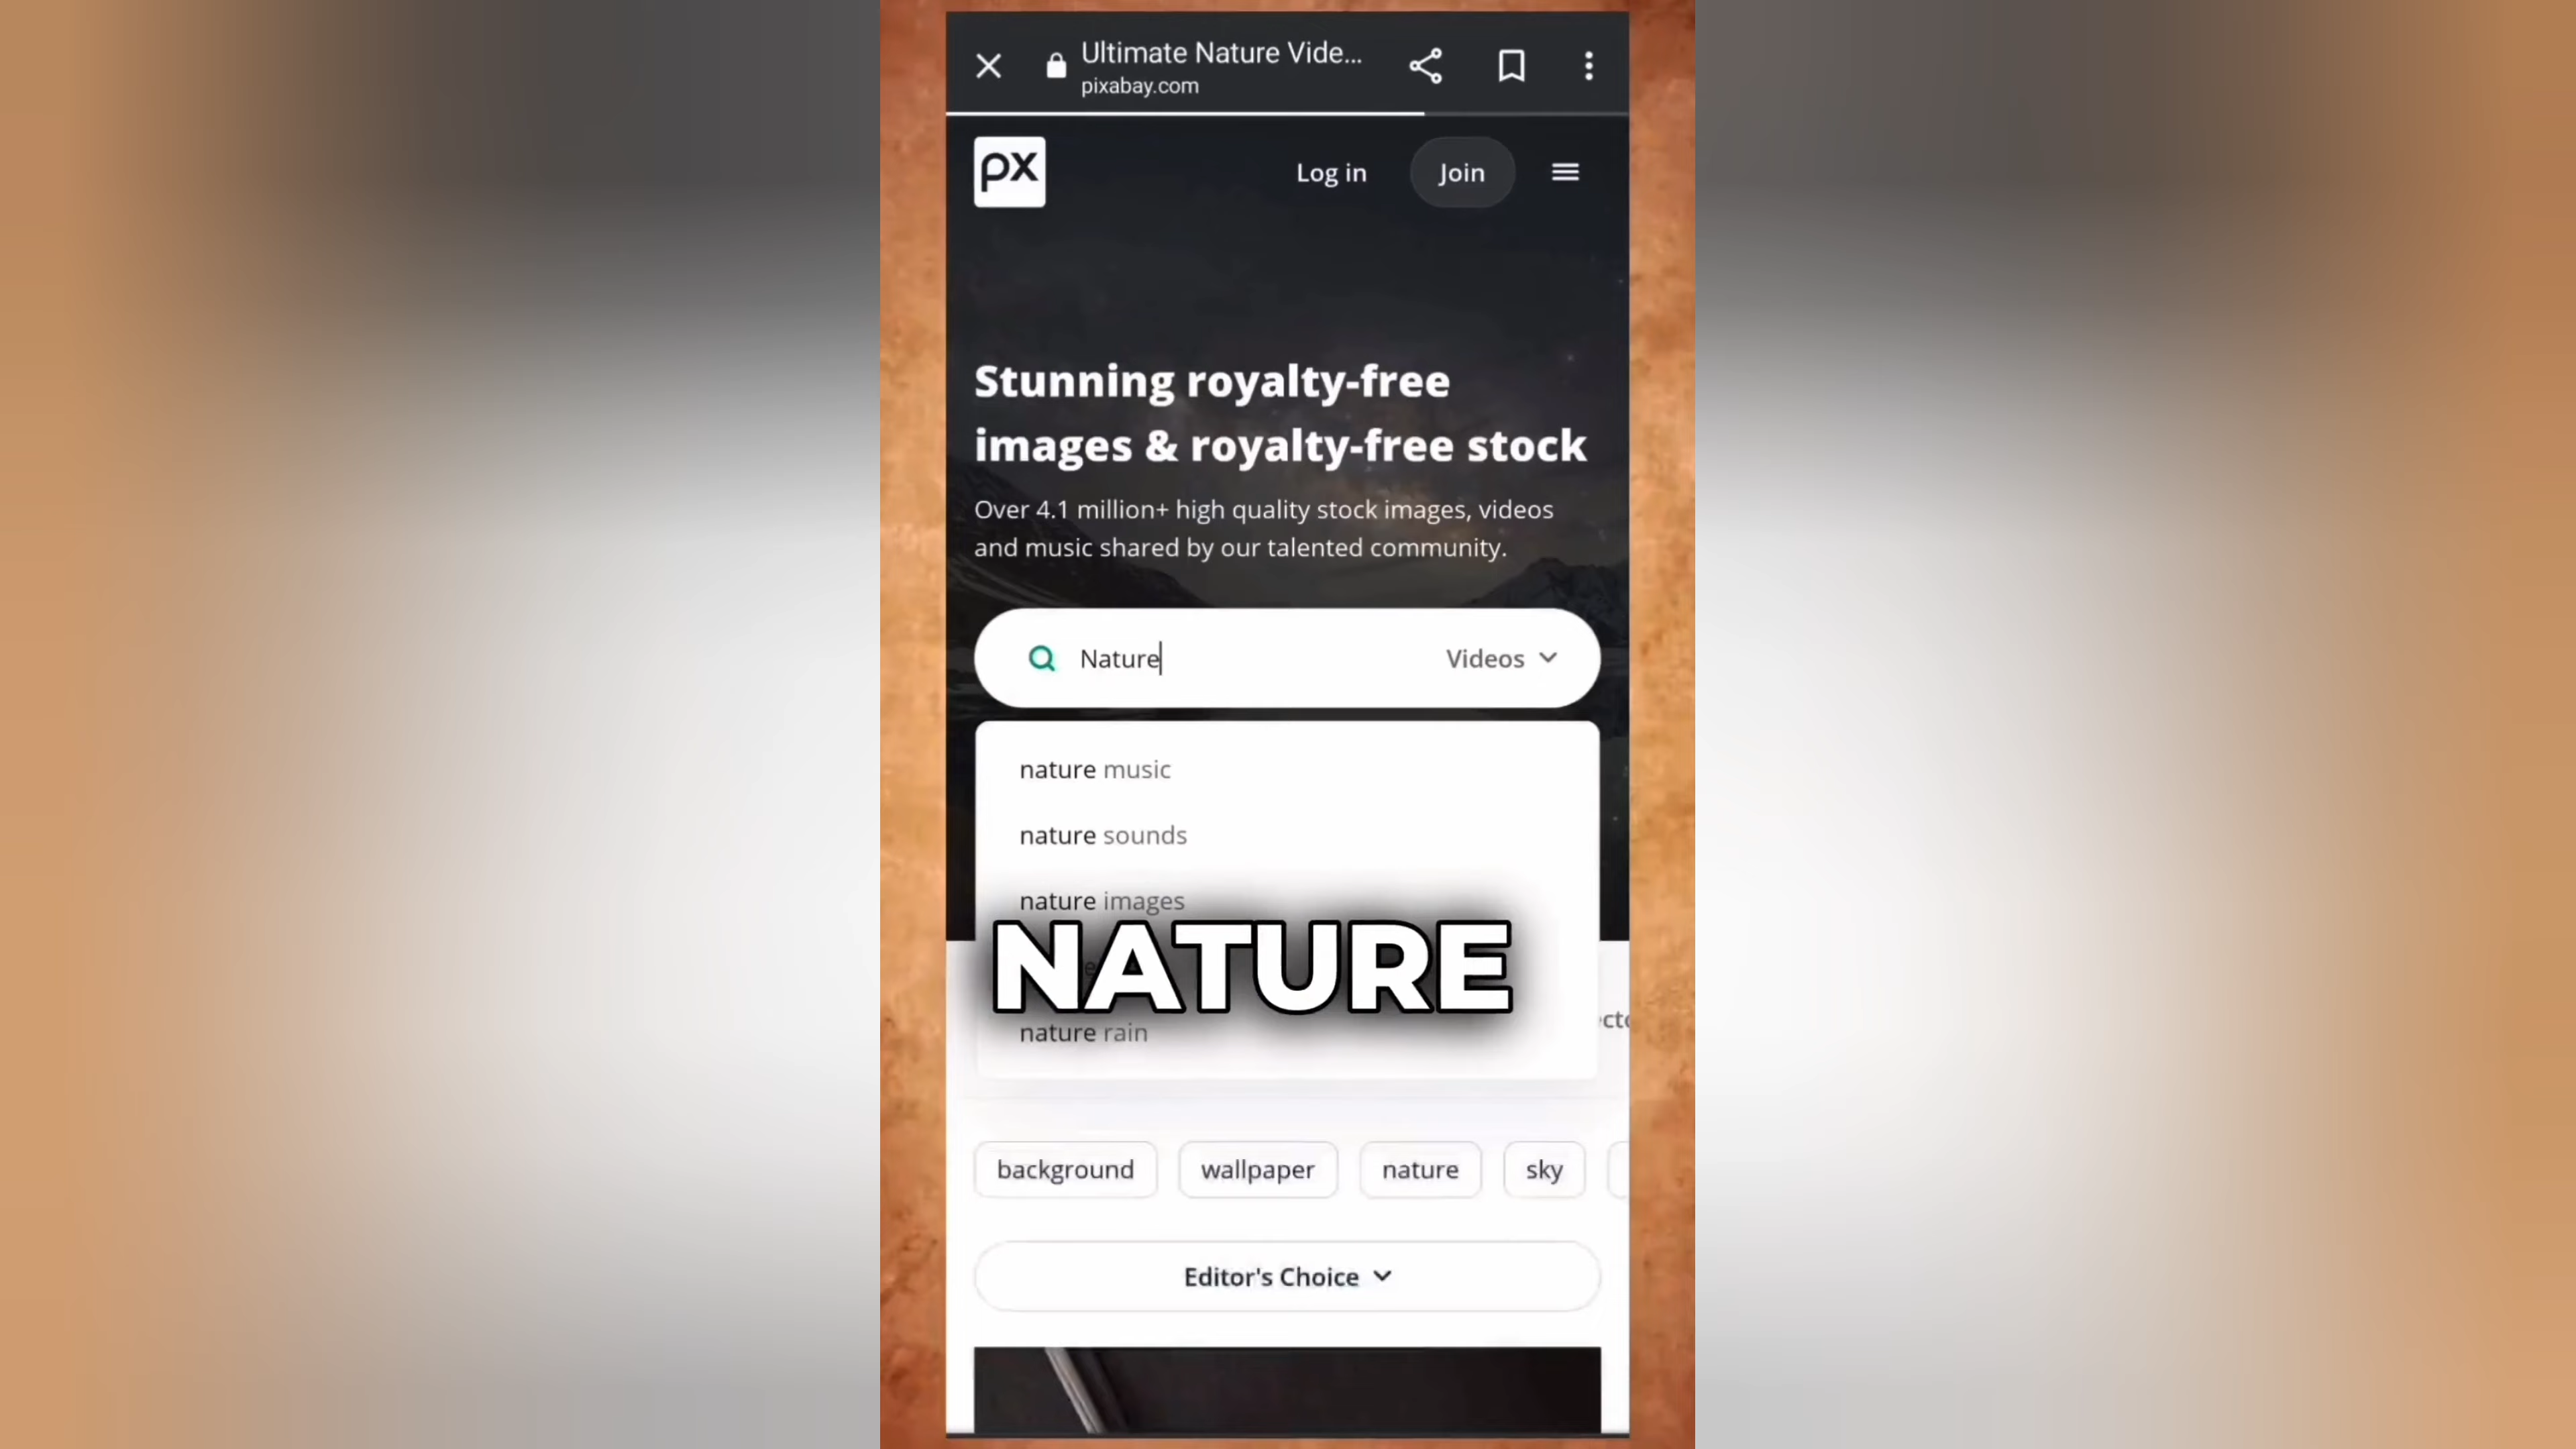 Ultimate Nature Vide...
pixabay.com
px
Log in
Join
Stunning royalty-free
images & royalty-free stock
Over 4.1 million+ high quality stock images, videos
and music shared by our talented community.
Nature
Videos
nature music
nature sounds
nature images
NATURE
nature rain
background
wallpaper
nature
sky
Editor's Choice